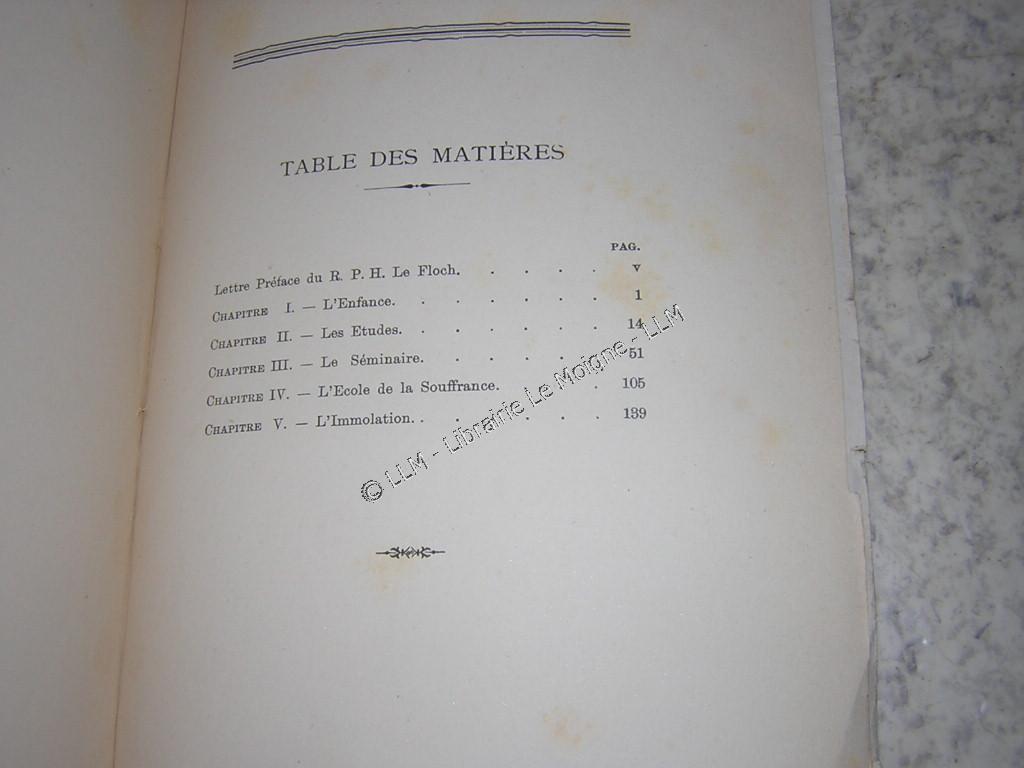 TABLE DES MATIÈRES
PAG.
Lettre Préface du R. P. H. Le Floch. . . . . . V
CHAPITRE I. — L'Enfance. . . . . . . . 1
CHAPITRE II. — Les Etudes. . . . . . . . 14
CHAPITRE III. — Le Séminaire. . . . . . . 51
CHAPITRE IV. — L'Ecole de la Souffrance. . . . 105
CHAPITRE V. — L'Immolation. . . . . . . 139
© LLM - Librairie Le Moigne - LLM